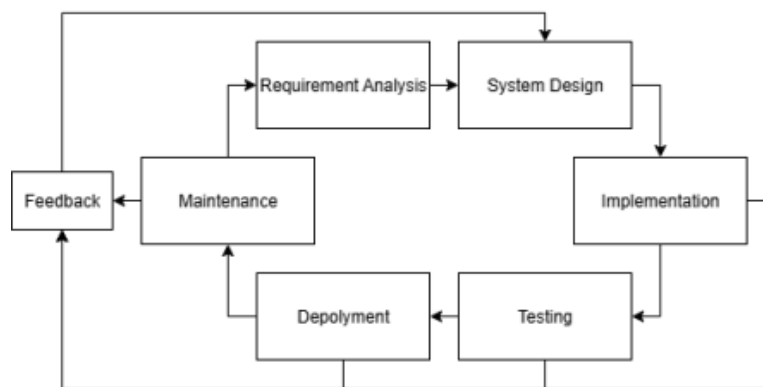 Requirement Analysis
System Design
Feedback
Maintenance
Implementation
Depolyment
Testing